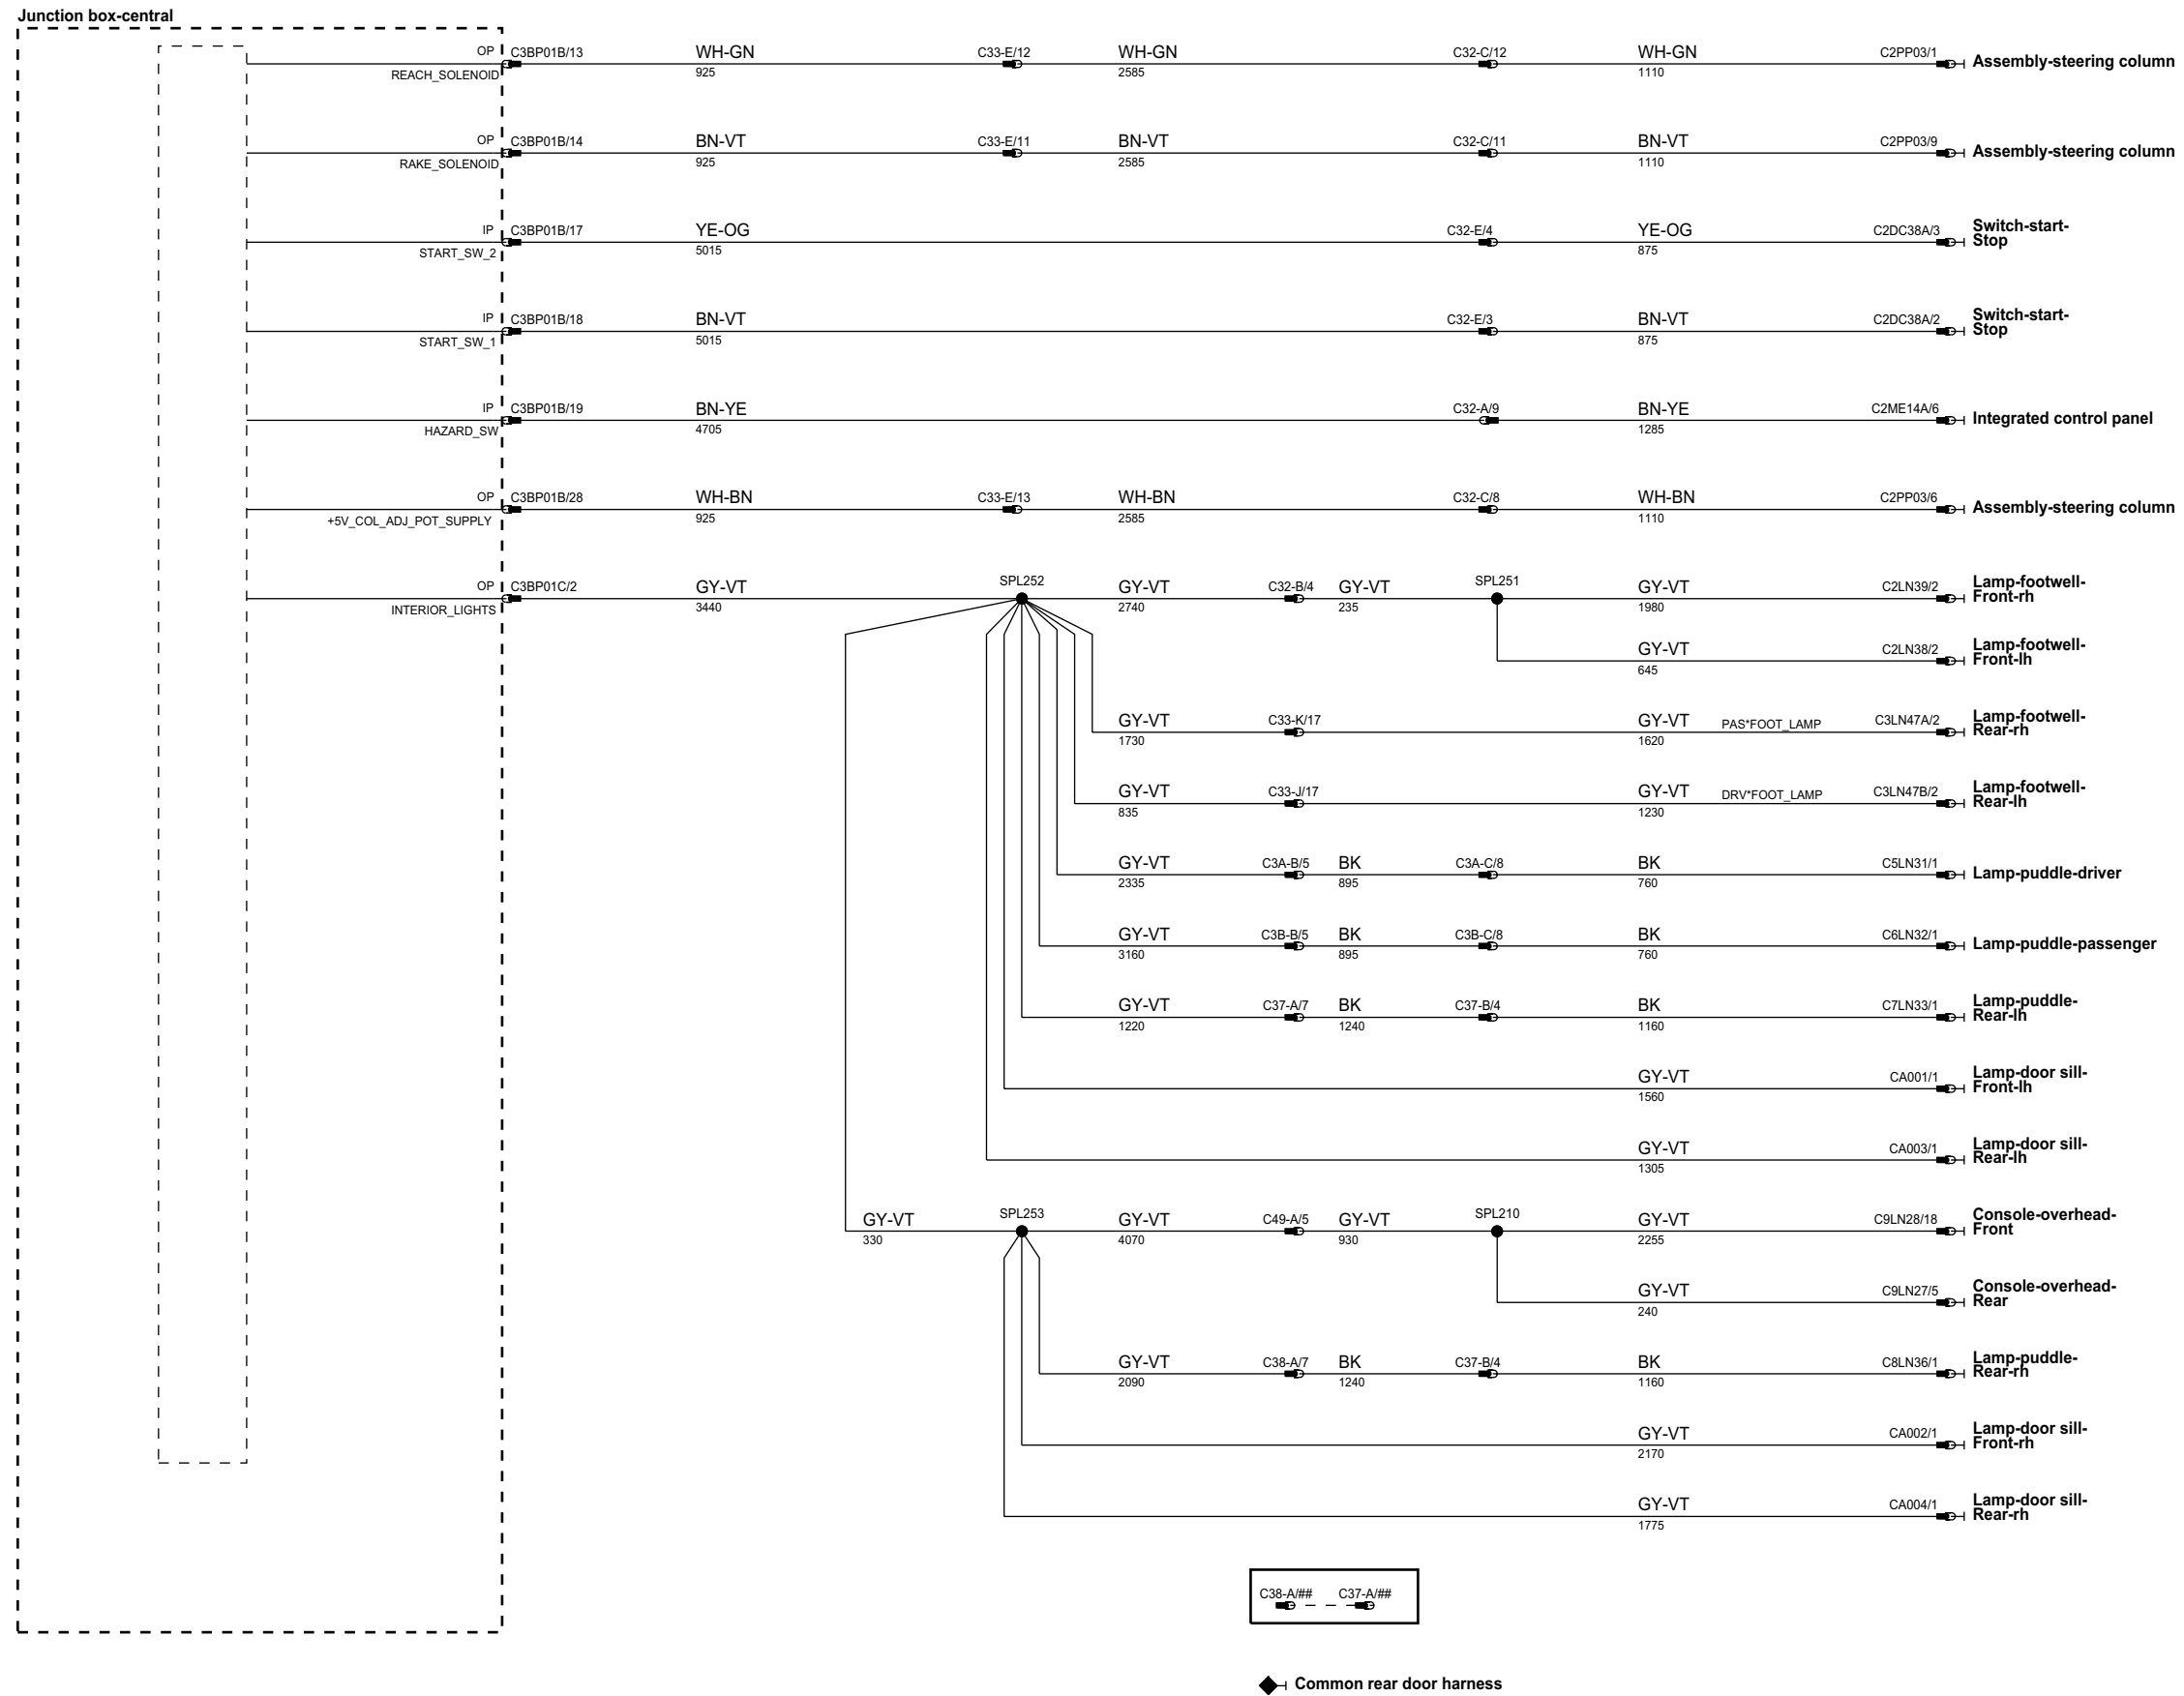 Junction box-central
OP C3BP01B/13 WH-GN C33-E/12 WH-GN C32-C/12 WH-GN C2PP03/1 Assembly-steering column
REACH_SOLENOID 925 2585 1110
OP C3BP01B/14 BN-VT C33-E/11 BN-VT C32-C/11 BN-VT C2PP03/9 Assembly-steering column
RAKE_SOLENOID 925 2585 1110
IP C3BP01B/17 YE-OG C32-E/4 YE-OG C2DC38A/3 Switch-start-
Stop
START_SW_2 5015 875
IP C3BP01B/18 BN-VT C32-E/3 BN-VT C2DC38A/2 Switch-start-
Stop
START_SW_1 5015 875
IP C3BP01B/19 BN-YE C32-A/9 BN-YE C2ME14A/6 Integrated control panel
HAZARD_SW 4705 1285
OP C3BP01B/28 WH-BN C33-E/13 WH-BN C32-C/8 WH-BN C2PP03/6 Assembly-steering column
+5V_COL_ADJ_POT_SUPPLY 925 2585 1110
OP C3BP01C/2 GY-VT SPL252 GY-VT C32-B/4 GY-VT SPL251 GY-VT C2LN39/2 Lamp-footwell-
Front-rh
INTERIOR_LIGHTS 3440 2740 235 1980
GY-VT C2LN38/2 Lamp-footwell-
Front-lh
645
GY-VT C33-K/17 GY-VT PAS*FOOT_LAMP C3LN47A/2 Lamp-footwell-
Rear-rh
1730 1620
GY-VT C33-J/17 GY-VT DRV*FOOT_LAMP C3LN47B/2 Lamp-footwell-
Rear-lh
835 1230
GY-VT C3A-B/5 BK C3A-C/8 BK C5LN31/1 Lamp-puddle-driver
2335 895 760
GY-VT C3B-B/5 BK C3B-C/8 BK C6LN32/1 Lamp-puddle-passenger
3160 895 760
GY-VT C37-A/7 BK C37-B/4 BK C7LN33/1 Lamp-puddle-
Rear-lh
1220 1240 1160
GY-VT CA001/1 Lamp-door sill-
Front-lh
1560
GY-VT CA003/1 Lamp-door sill-
Rear-lh
1305
GY-VT SPL253 GY-VT C49-A/5 GY-VT SPL210 GY-VT C9LN28/18 Console-overhead-
Front
330 4070 930 2255
GY-VT C9LN27/5 Console-overhead-
Rear
240
GY-VT C38-A/7 BK C37-B/4 BK C8LN36/1 Lamp-puddle-
Rear-rh
2090 1240 1160
GY-VT CA002/1 Lamp-door sill-
Front-rh
2170
GY-VT CA004/1 Lamp-door sill-
Rear-rh
1775
C38-A/## C37-A/##
Common rear door harness